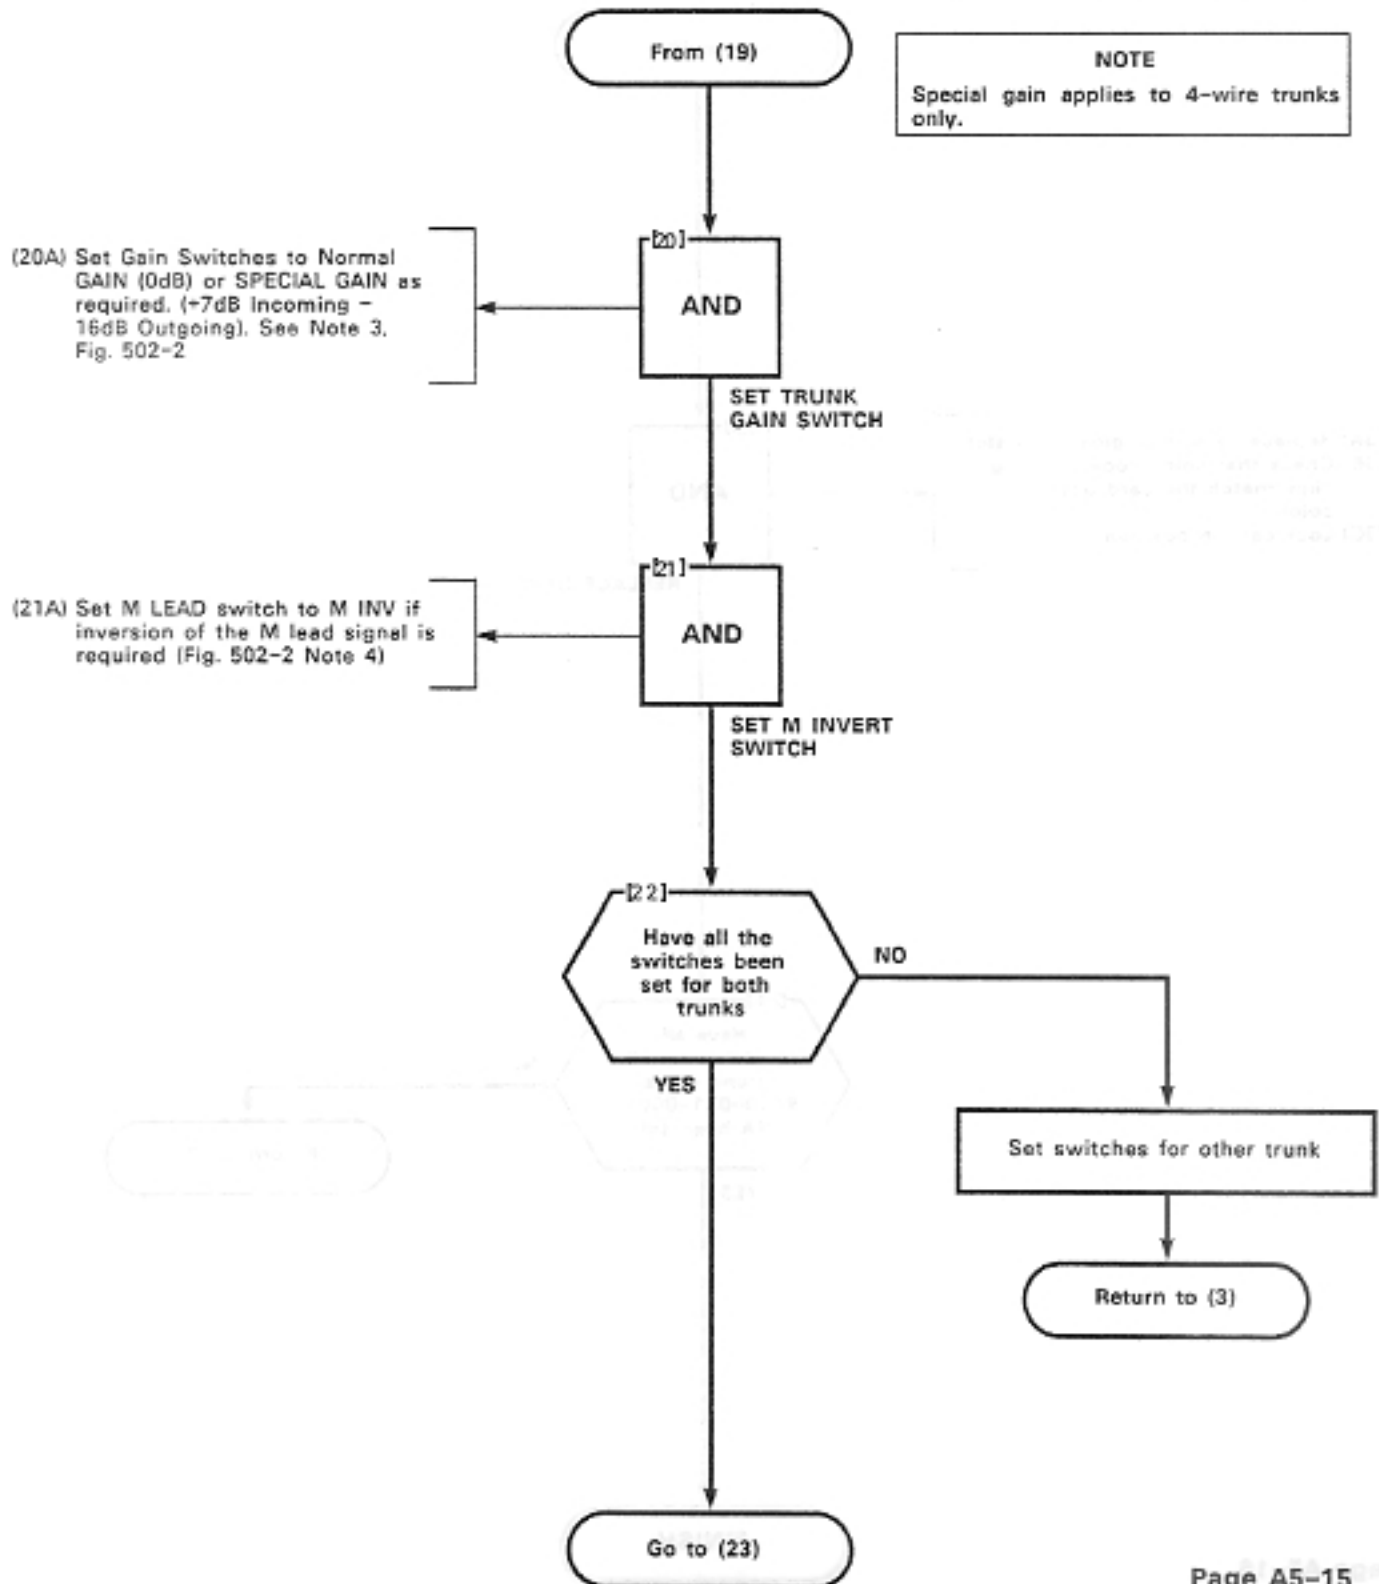 From (19)
NOTE
Special gain applies to 4-wire trunks
only.
[20]
AND
(20A) Set Gain Switches to Normal
GAIN (0dB) or SPECIAL GAIN as
required. (+7dB Incoming -
16dB Outgoing). See Note 3,
Fig. 502-2
SET TRUNK
GAIN SWITCH
[21]
AND
(21A) Set M LEAD switch to M INV if
inversion of the M lead signal is
required (Fig. 502-2 Note 4)
SET M INVERT
SWITCH
[22]
Have all the
switches been
set for both
trunks
NO
YES
Set switches for other trunk
Return to (3)
Go to (23)
Page A5-15